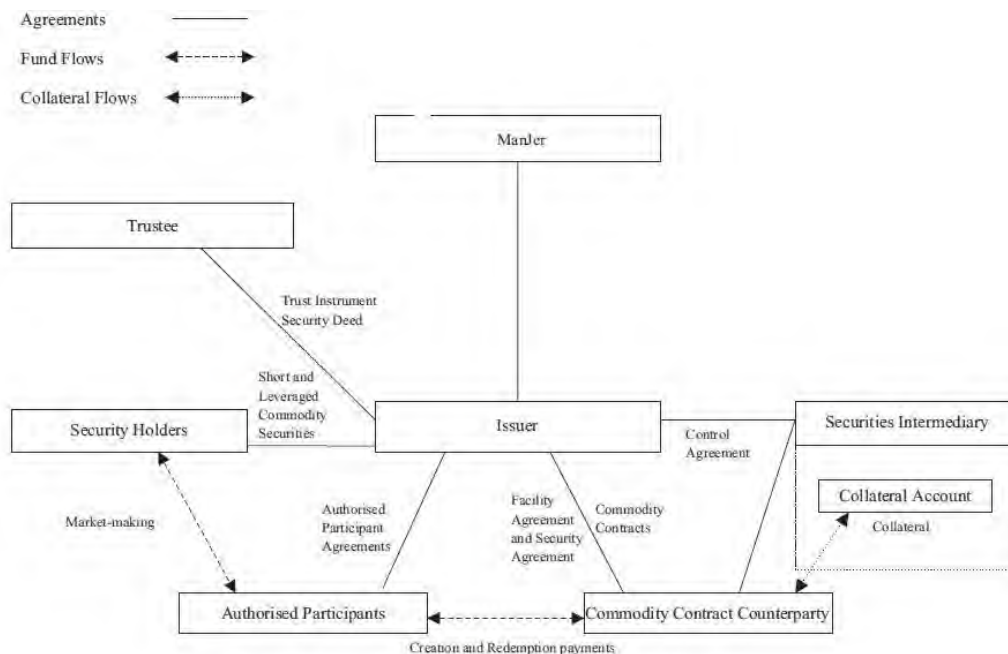 Agreements
Fund Flows
Collateral Flows
ManJer
Trustee
Trust Instrument
Security Deed
Short and
Leveraged
Commodity
Securities
Security Holders
Issuer
Securities Intermediary
Control
Agreement
Collateral Account
Collateral
Market-making
Authorised
Participant
Agreements
Facility
Agreement
and Security
Agreement
Commodity
Contracts
Authorised Participants
Commodity Contract Counterparty
Creation and Redemption payments